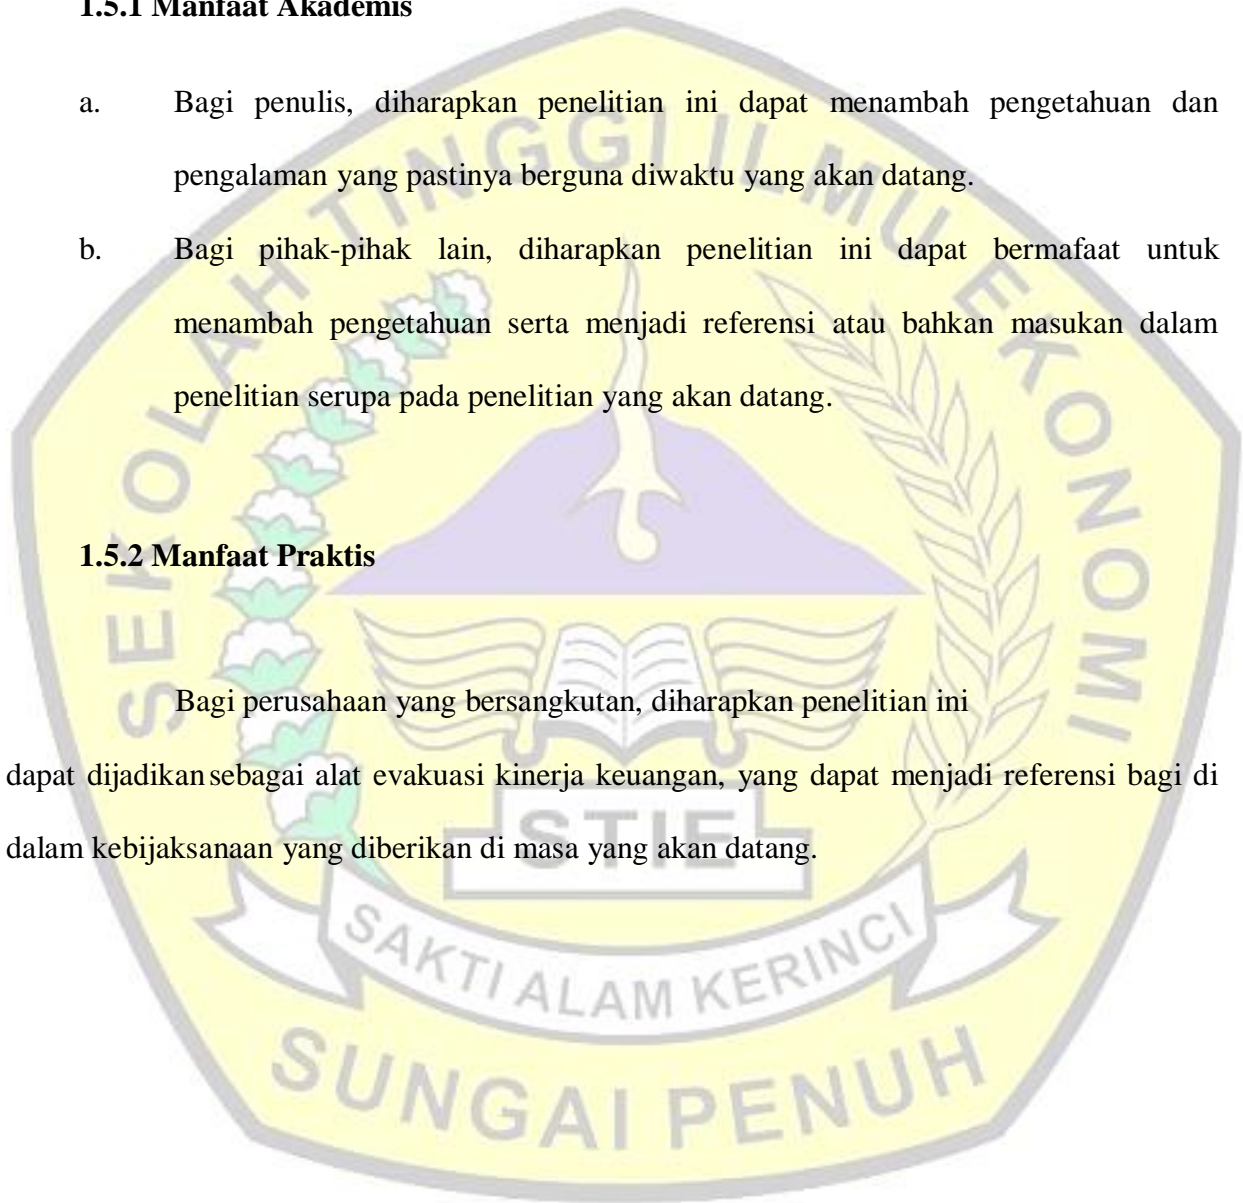 1.5.1 Manfaat Akademis
a. Bagi penulis, diharapkan penelitian ini dapat menambah pengetahuan dan
pengalaman yang pastinya berguna diwaktu yang akan datang.
b. Bagi pihak-pihak lain, diharapkan penelitian ini dapat bermafaat untuk
menambah pengetahuan serta menjadi referensi atau bahkan masukan dalam
penelitian serupa pada penelitian yang akan datang.
1.5.2 Manfaat Praktis
Bagi perusahaan yang bersangkutan, diharapkan penelitian ini
dapat dijadikan sebagai alat evakuasi kinerja keuangan, yang dapat menjadi referensi bagi di
dalam kebijaksanaan yang diberikan di masa yang akan datang.
SEKOLAH TINGGI ILMU EKONOMI
STIE
SAKTI ALAM KERINCI
SUNGAI PENUH